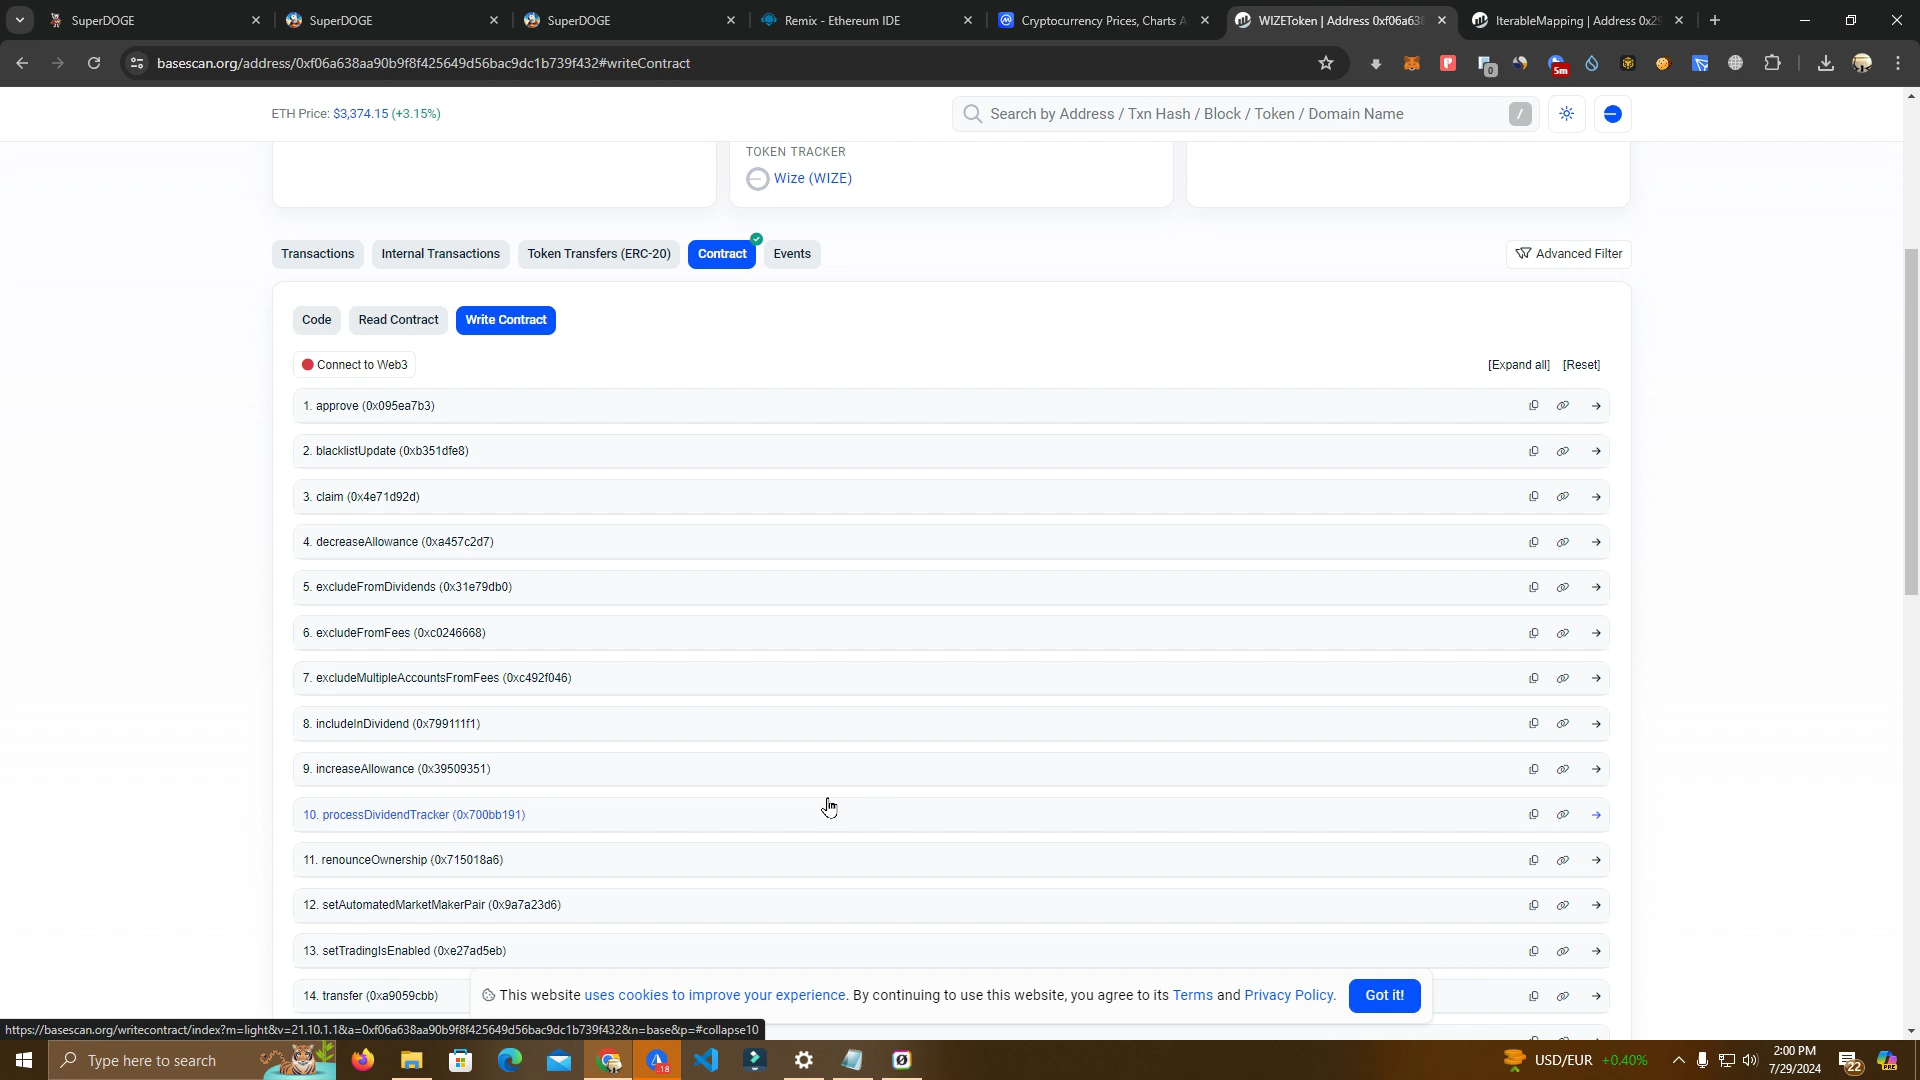 SuperDOGE
SuperDOGE
SuperDOGE
Remix - Ethereum IDE
Cryptocurrency Prices, Charts A
WIZEToken | Address 0xf06a638
IterableMapping | Address 0x29
basescan.org/address/0xf06a638aa90b9f8f425649d56bac9dc1b739f432#writeContract
0
5m
ETH Price: $3,374.15 (+3.15%)
Search by Address / Txn Hash / Block / Token / Domain Name
/
TOKEN TRACKER
Wize (WIZE)
Transactions
Internal Transactions
Token Transfers (ERC-20)
Contract
Events
Advanced Filter
Code
Read Contract
Write Contract
Connect to Web3
[Expand all]
[Reset]
1. approve (0x095ea7b3)
2. blacklistUpdate (0xb351dfe8)
3. claim (0x4e71d92d)
4. decreaseAllowance (0xa457c2d7)
5. excludeFromDividends (0x31e79db0)
6. excludeFromFees (0xc0246668)
7. excludeMultipleAccountsFromFees (0xc492f046)
8. includeInDividend (0x799111f1)
9. increaseAllowance (0x39509351)
10. processDividendTracker (0x700bb191)
11. renounceOwnership (0x715018a6)
12. setAutomatedMarketMakerPair (0x9a7a23d6)
13. setTradingIsEnabled (0xe27ad5eb)
14. transfer (0xa9059cbb)
This website uses cookies to improve your experience. By continuing to use this website, you agree to its Terms and Privacy Policy.
Got it!
https://basescan.org/writecontract/index?m=light&v=21.10.1.1&a=0xf06a638aa90b9f8f425649d56bac9dc1b739f432&n=base&p=#collapse10
Type here to search
USD/EUR +0.40%
2:00 PM
7/29/2024
22